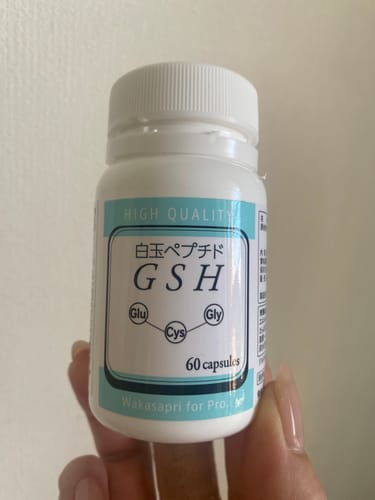 HIGH QUALITY
白玉ペプチド
GSH
Glu
Cys
Gly
60 capsules
Wakasapri for Pro.